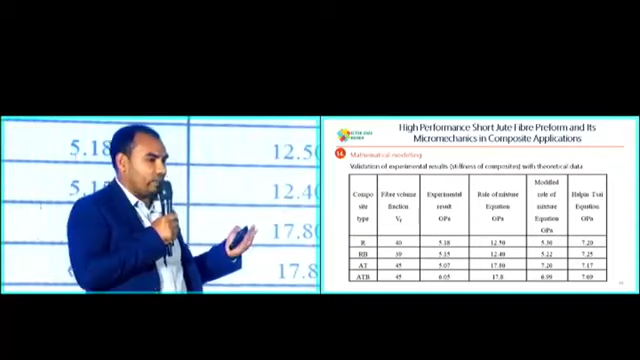 5.18
12.50
5.15
12.40
17.80
17.8
High Performance Short Jute Fibre Preform and Its
Micromechanics in Composite Applications
14. Mathematical modelling
Validation of experimental results (stiffness of composites) with theoretical data
Compo site type | Fibre volume fraction Vf | Experimental result GPa | Rule of mixture Equation GPa | Modified rule of mixture Equation GPa | Halpin Tsai Equation GPa
R 40 5.18 12.50 5.30 7.20
RB 39 5.15 12.40 5.22 7.25
AT 45 5.07 17.80 7.20 7.17
ATB 45 6.05 17.8 6.99 7.69